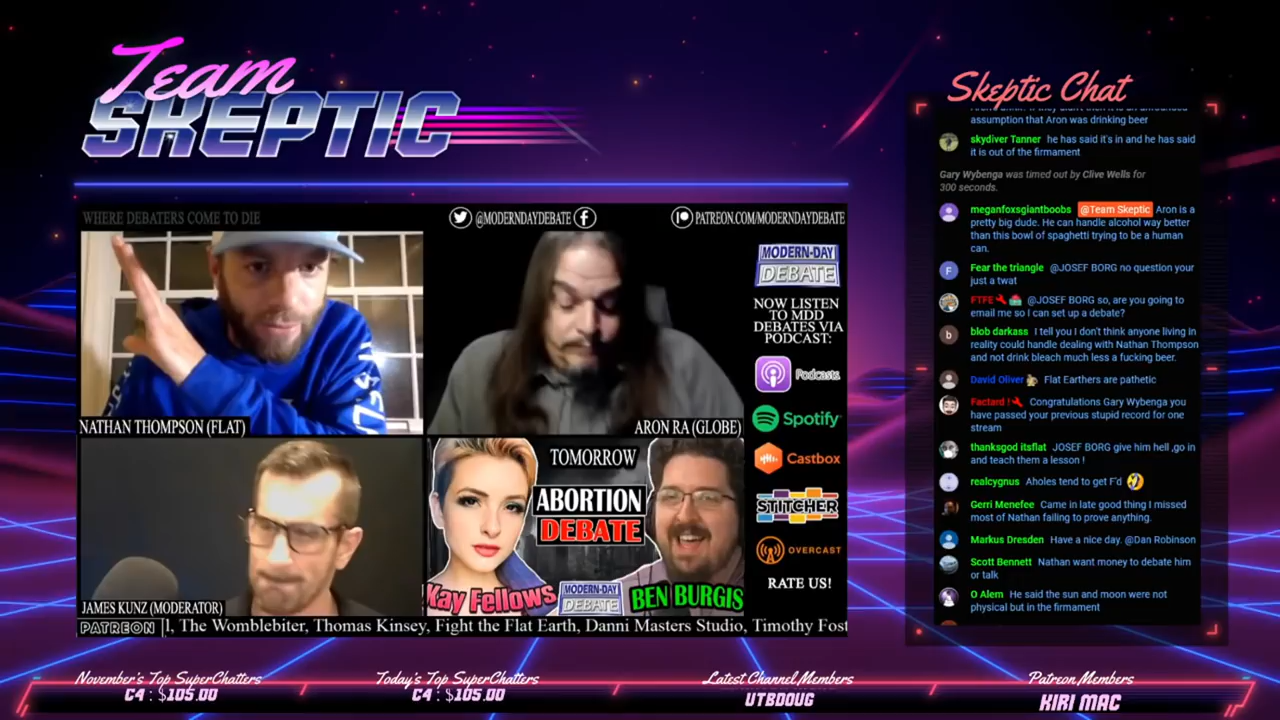 Team
SKEPTIC
WHERE DEBATERS COME TO DIE
@MODERNDAYDEBATE
PATREON.COM/MODERNDAYDEBATE
NATHAN THOMPSON (FLAT)
ARON RA (GLOBE)
MODERN-DAY
DEBATE
NOW LISTEN
TO MDD
DEBATES VIA
PODCAST:
Podcasts
Spotify
Castbox
STITCHER
OVERCAST
RATE US!
JAMES KUNZ (MODERATOR)
TOMORROW
ABORTION
DEBATE
Kay Fellows
MODERN-DAY
DEBATE
BEN BURGIS
PATREON
, The Womblebiter, Thomas Kinsey, Fight the Flat Earth, Danni Masters Studio, Timothy Fost
Skeptic Chat
assumption that Aron was drinking beer
skydiver Tanner he has said it's in and he has said
it is out of the firmament
Gary Wybenga was timed out by Clive Wells for
300 seconds.
meganfoxsgiantboobs @Team Skeptic Aron is a
pretty big dude. He can handle alcohol way better
than this bowl of spaghetti trying to be a human
can.
Fear the triangle @JOSEF BORG no question your
just a twat
FTFE @JOSEF BORG so, are you going to
email me so I can set up a debate?
blob darkass I tell you I don't think anyone living in
reality could handle dealing with Nathan Thompson
and not drink bleach much less a fucking beer.
David Oliver Flat Earthers are pathetic
Factard ! Congratulations Gary Wybenga you
have passed your previous stupid record for one
stream
thanksgod itsflat JOSEF BORG give him hell ,go in
and teach them a lesson !
realcygnus Aholes tend to get F'd 🤣
Gerri Menefee Came in late good thing I missed
most of Nathan failing to prove anything.
Markus Dresden Have a nice day. @Dan Robinson
Scott Bennett Nathan want money to debate him
or talk
O Alem He said the sun and moon were not
physical but in the firmament
November's Top SuperChatters
C4 : $105.00
Today's Top SuperChatters
C4 : $105.00
Latest Channel Members
UTBDOUG
Patreon Members
KIRI MAC